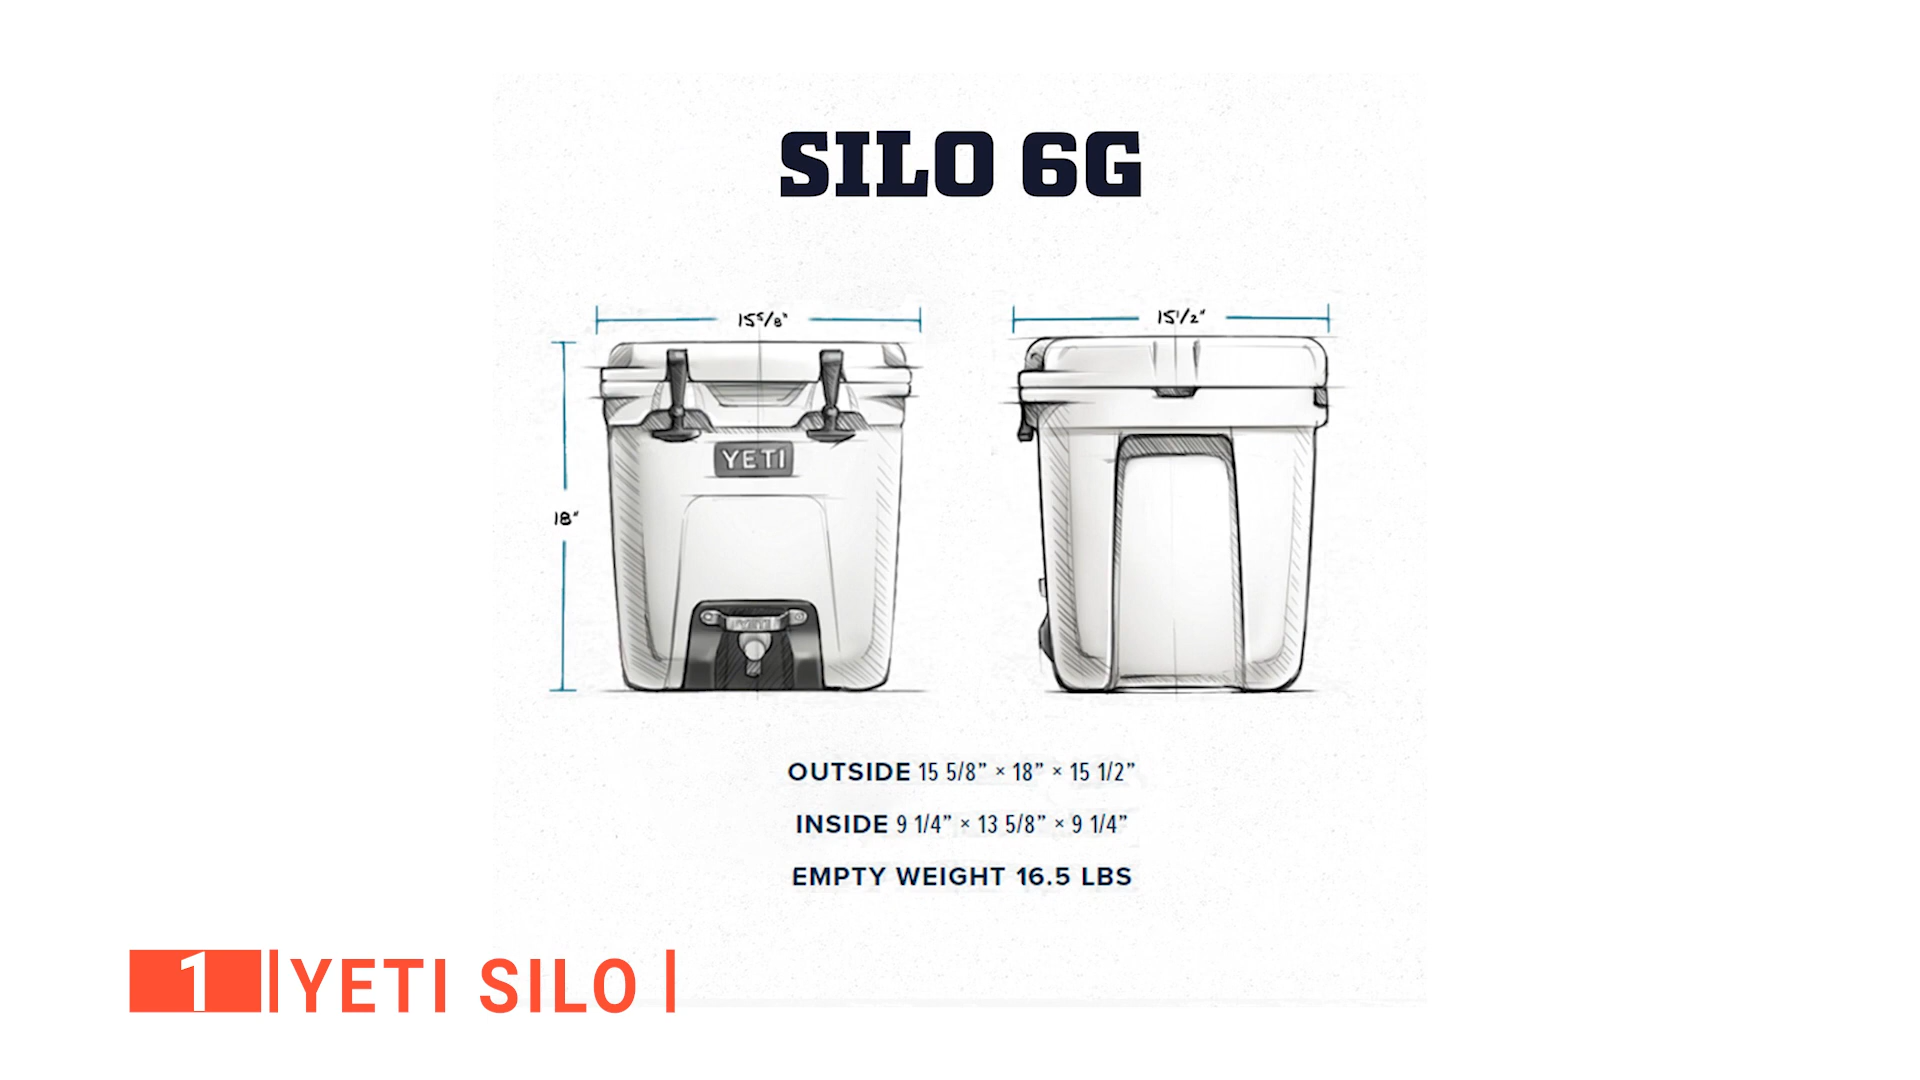 SILO 6G
15 5/8"
15 1/2"
18"
YETI
OUTSIDE 15 5/8” × 18” × 15 1/2”
INSIDE 9 1/4” × 13 5/8” × 9 1/4”
EMPTY WEIGHT 16.5 LBS
1 YETI SILO